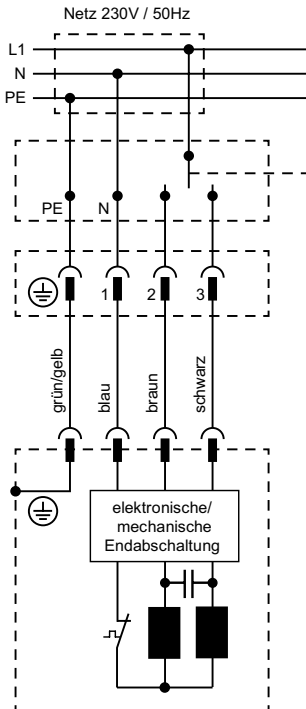 Netz 230V / 50Hz
L1
N
PE
PE N
1 2 3
grün/gelb
blau
braun
schwarz
elektronische/
mechanische
Endabschaltung